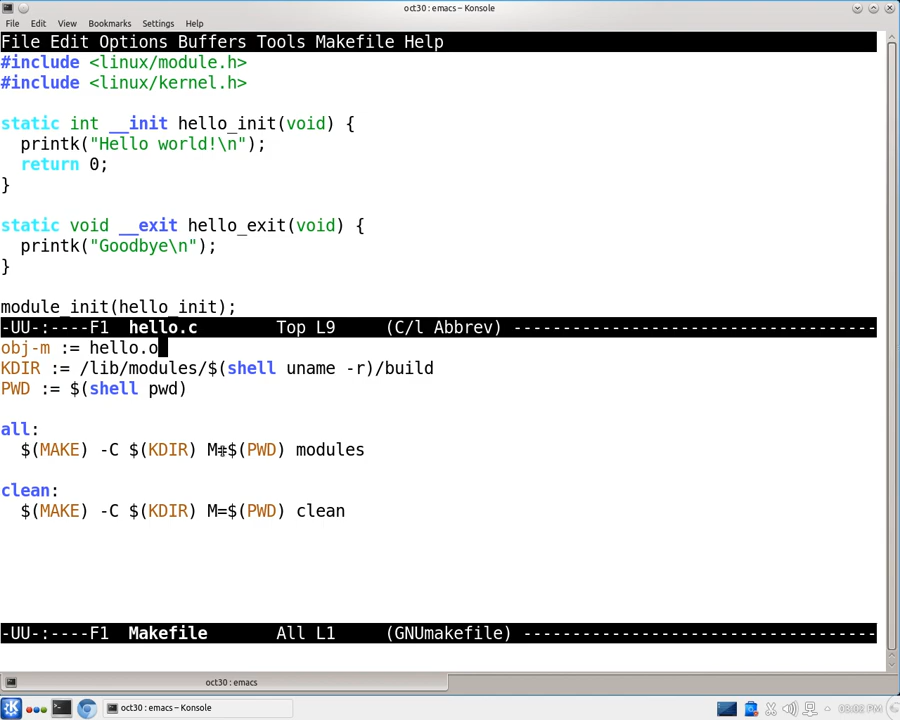 oct30 : emacs – Konsole
File Edit View Bookmarks Settings Help
File Edit Options Buffers Tools Makefile Help
#include <linux/module.h>
#include <linux/kernel.h>
static int __init hello_init(void) {
  printk("Hello world!\n");
  return 0;
}
static void __exit hello_exit(void) {
  printk("Goodbye\n");
}
module_init(hello_init);
-UU-:----F1  hello.c        Top L9     (C/l Abbrev) -------------------------------------
obj-m := hello.o
KDIR := /lib/modules/$(shell uname -r)/build
PWD := $(shell pwd)
all:
  $(MAKE) -C $(KDIR) M=$(PWD) modules
clean:
  $(MAKE) -C $(KDIR) M=$(PWD) clean
-UU-:----F1  Makefile       All L1     (GNUmakefile) ------------------------------------
oct30 : emacs
oct30 : emacs – Konsole
03:02 PM